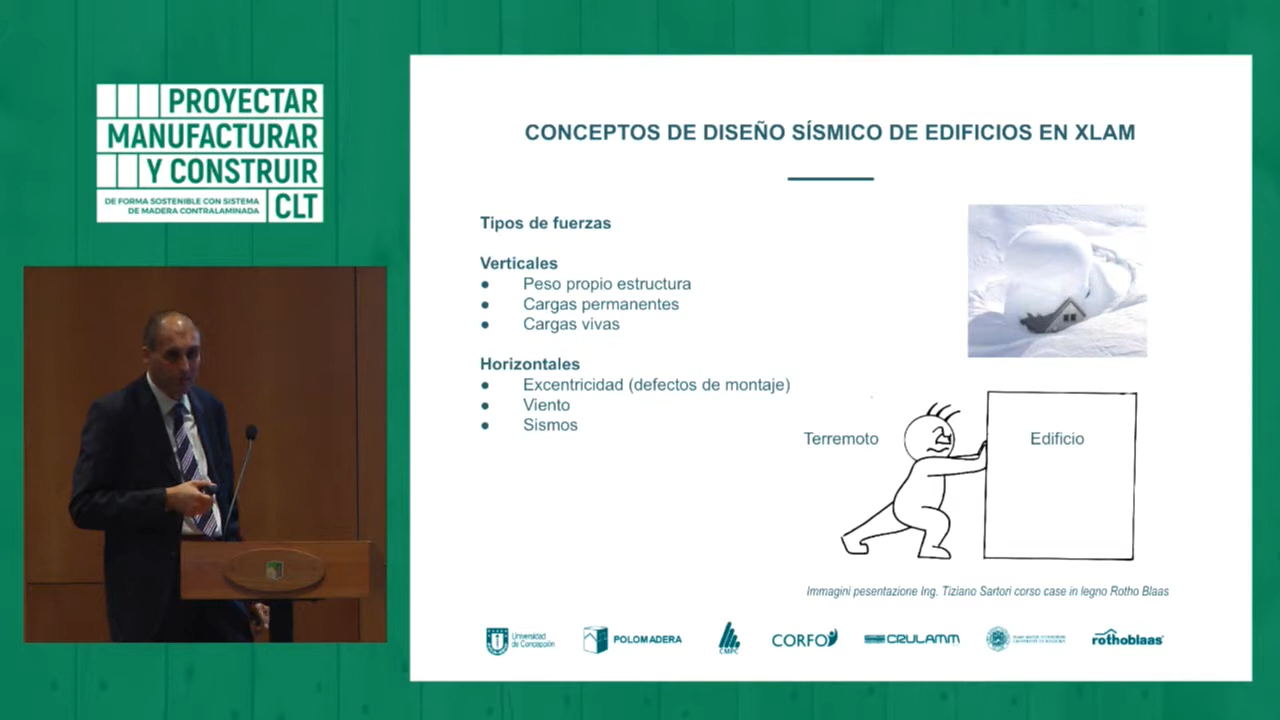 PROYECTAR
MANUFACTURAR
Y CONSTRUIR
DE FORMA SOSTENIBLE CON SISTEMA
DE MADERA CONTRALAMINADA
CLT
CONCEPTOS DE DISEÑO SÍSMICO DE EDIFICIOS EN XLAM
Tipos de fuerzas
Verticales
● Peso propio estructura
● Cargas permanentes
● Cargas vivas
Horizontales
● Excentricidad (defectos de montaje)
● Viento
● Sismos
Terremoto
Edificio
Immagini pesentazione Ing. Tiziano Sartori corso case in legno Rotho Blaas
Universidad
de Concepción
POLOMADERA
CMPC
CORFO
CRULAMM
rothoblaas